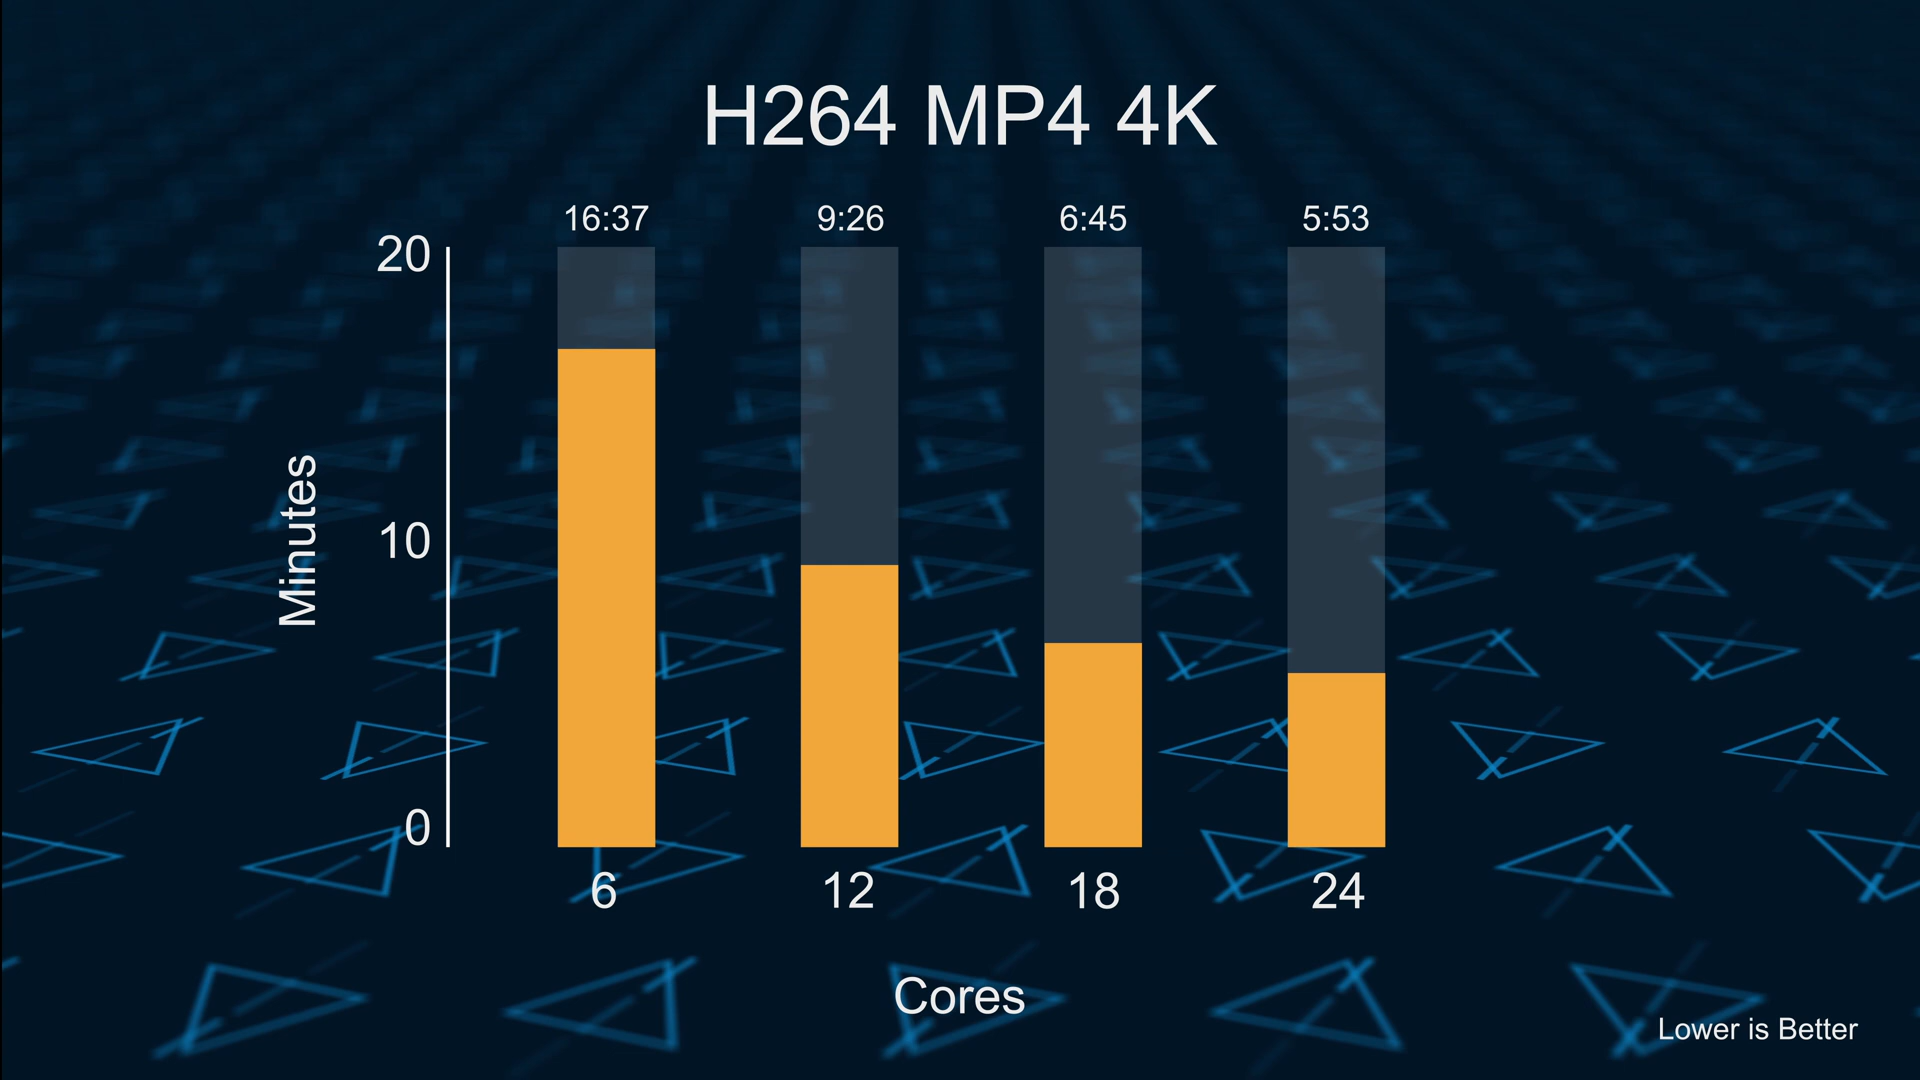 H264 MP4 4K
16:37 9:26 6:45 5:53
20
10
0
Minutes
6 12 18 24
Cores
Lower is Better